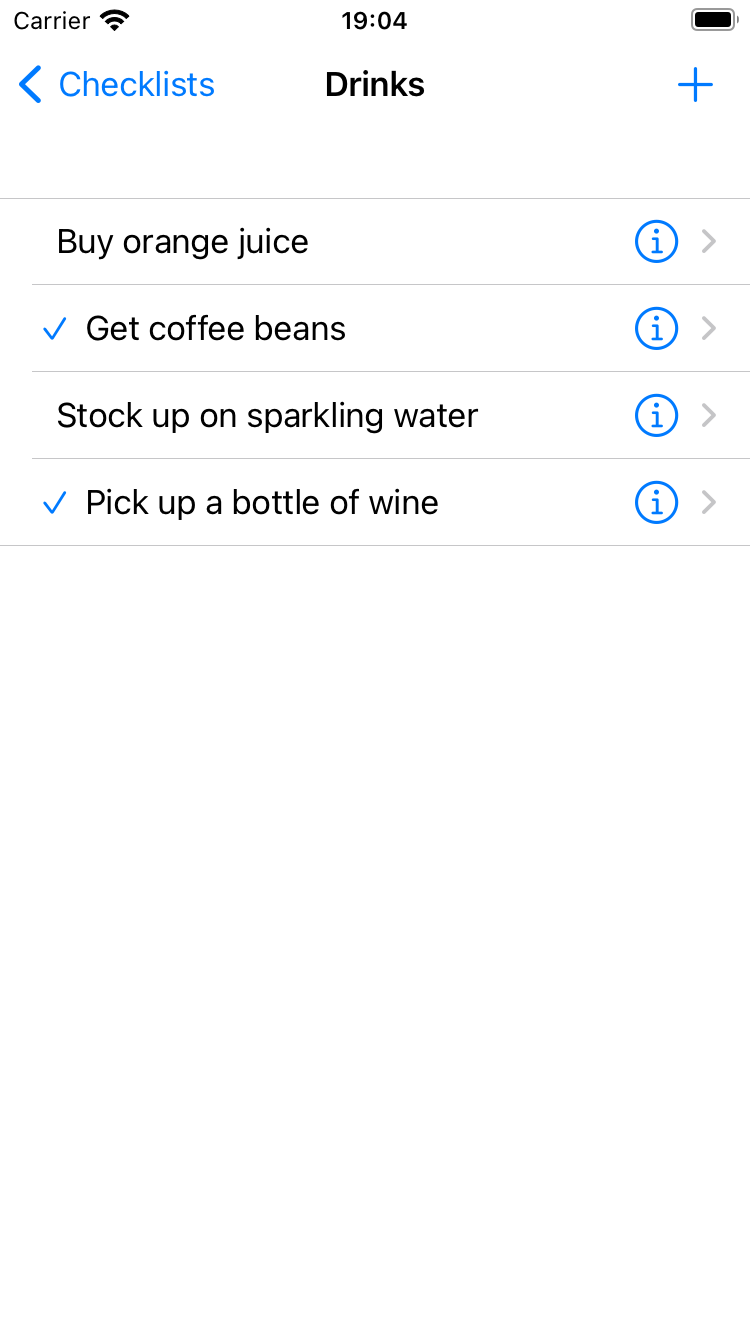 Carrier 19:04
Checklists Drinks
Buy orange juice
Get coffee beans
Stock up on sparkling water
Pick up a bottle of wine